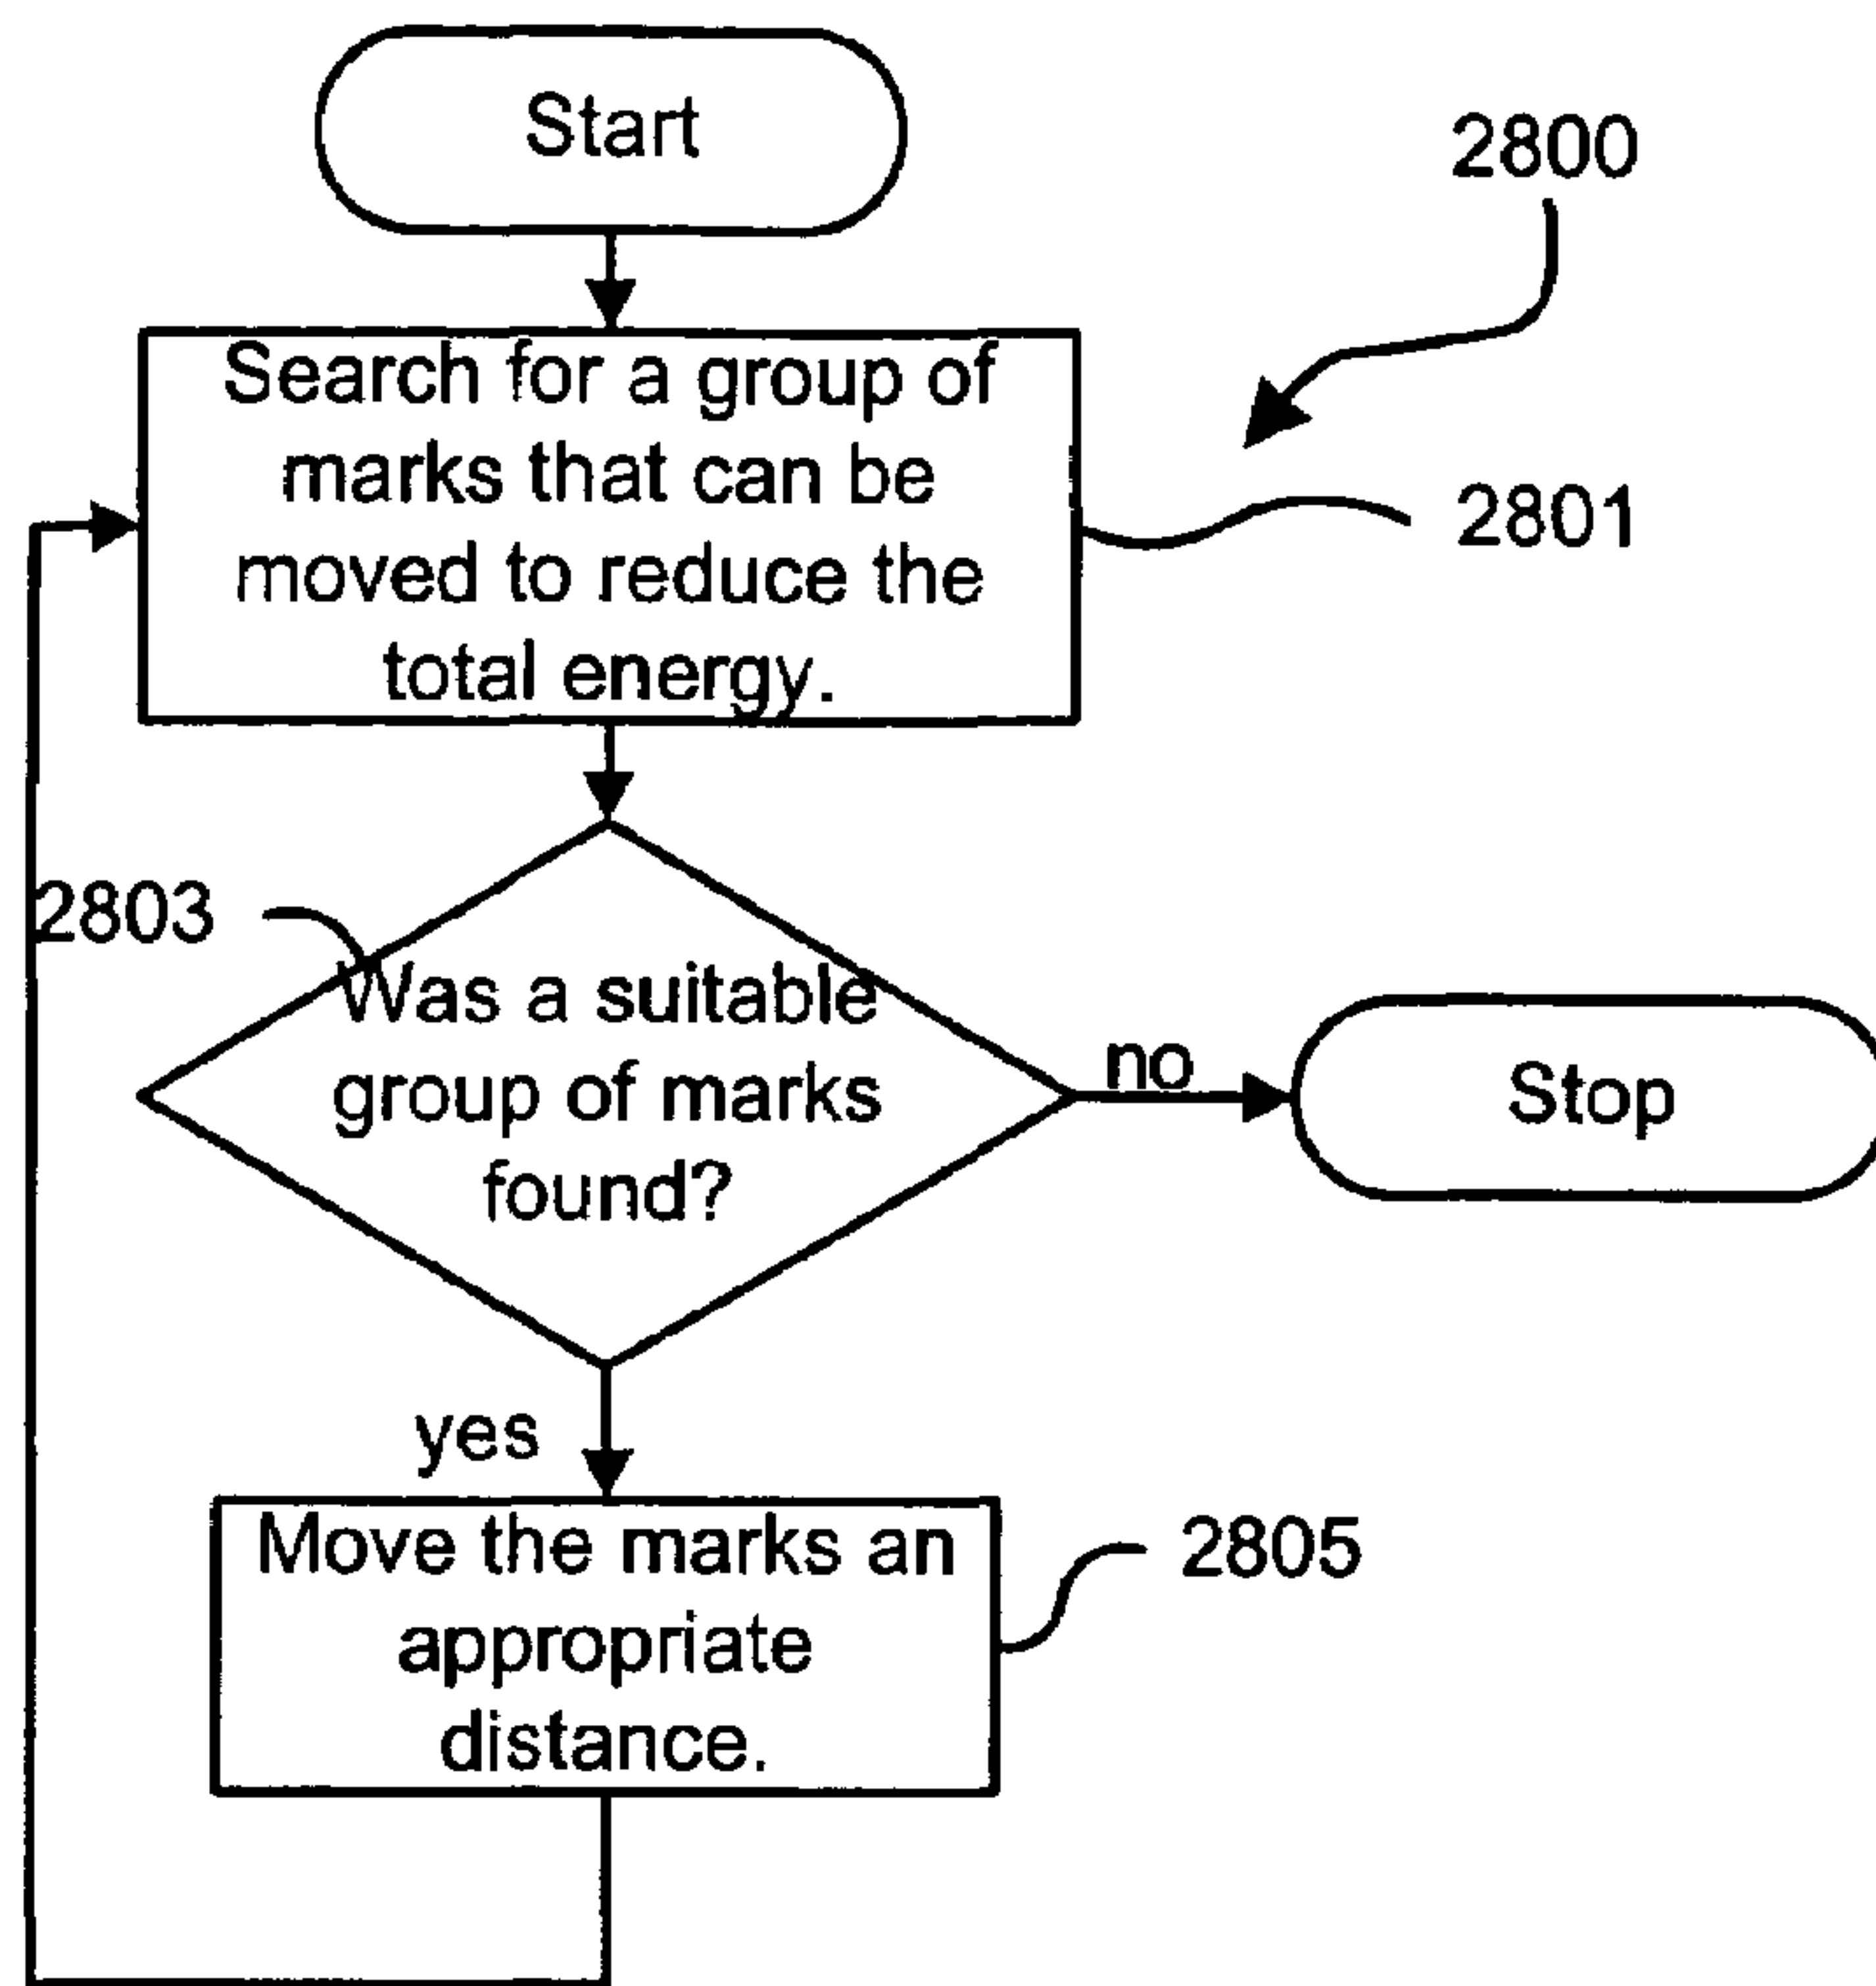 Start
2800
Search for a group of
marks that can be
moved to reduce the
total energy.
2801
2803
Was a suitable
group of marks
found?
no
Stop
yes
Move the marks an
appropriate
distance.
2805